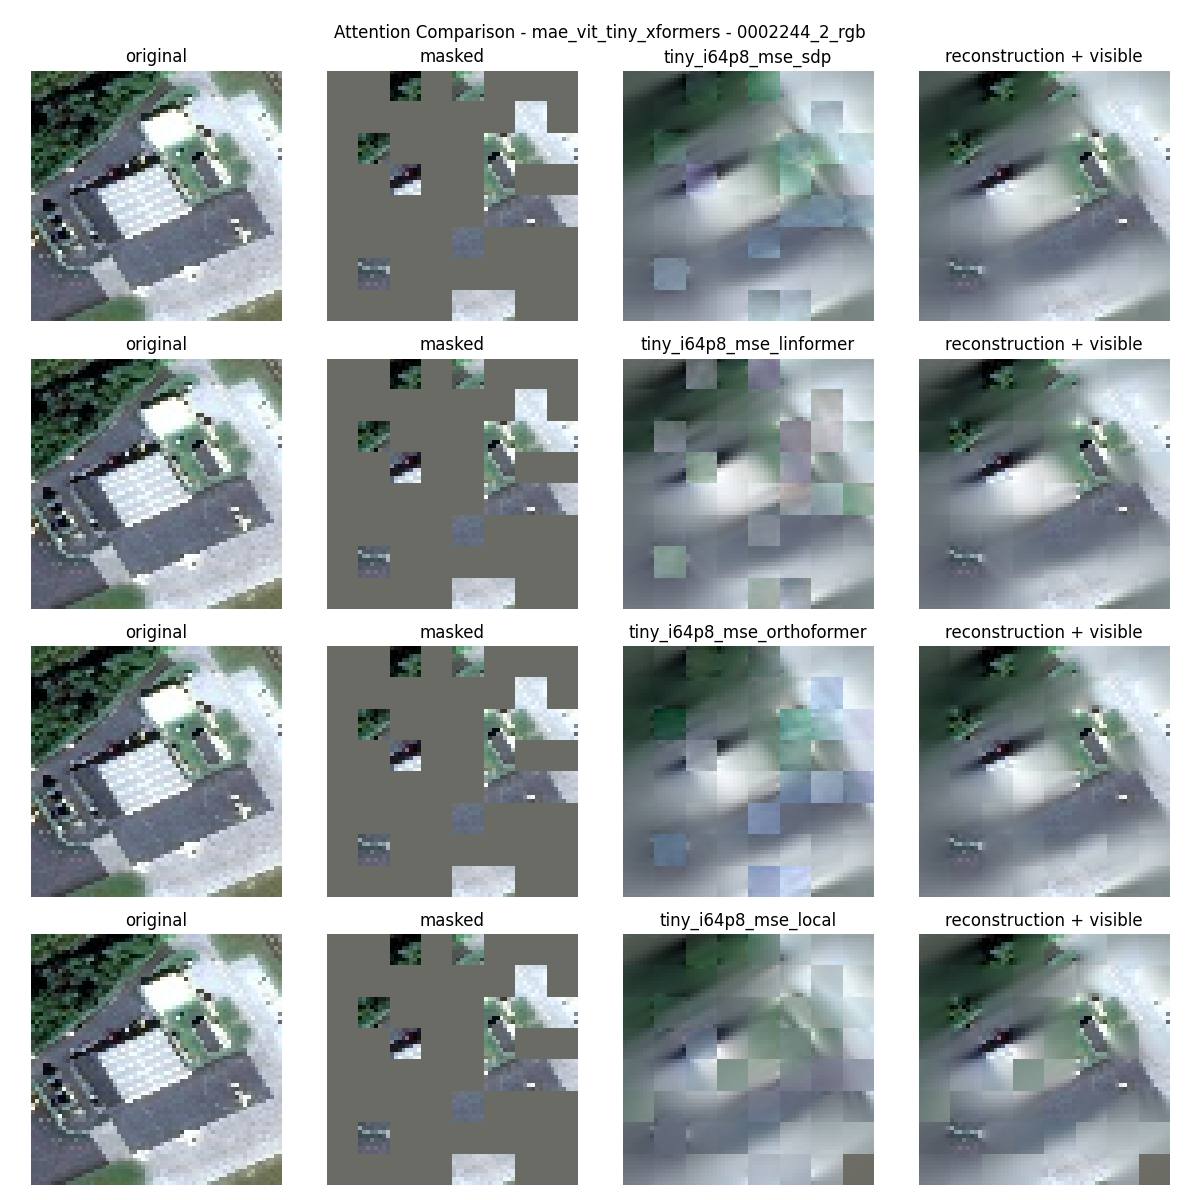 Attention Comparison - mae_vit_tiny_xformers - 0002244_2_rgb
original masked tiny_i64p8_mse_sdp reconstruction + visible
original masked tiny_i64p8_mse_linformer reconstruction + visible
original masked tiny_i64p8_mse_orthoformer reconstruction + visible
original masked tiny_i64p8_mse_local reconstruction + visible